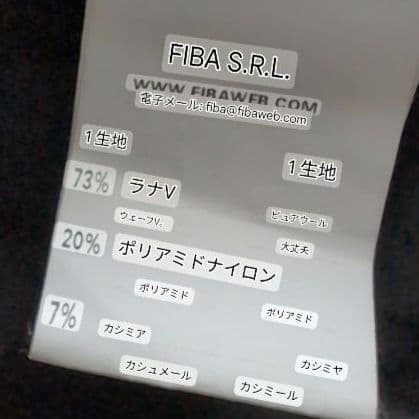 FIBA S.R.L.
WWW.FIBAWEB.COM
電子メール: fiba@fibaweb.com
1生地 1生地
73% ラナV
ウェーフV。 ピュアウール
大丈夫
20% ポリアミドナイロン
ポリアミド ポリアミド
7%
カシミア
カシミヤ
カシュメール カシミール